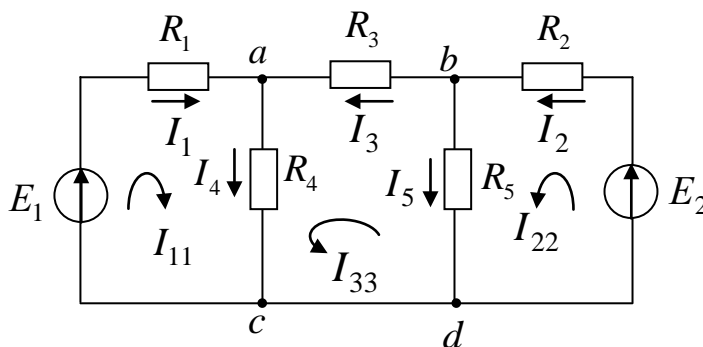 R₁ a R₃ b R₂
I₁ I₃ I₂
E₁ I₄ R₄ I₅ R₅ E₂
I₁₁ I₃₃ I₂₂
c d